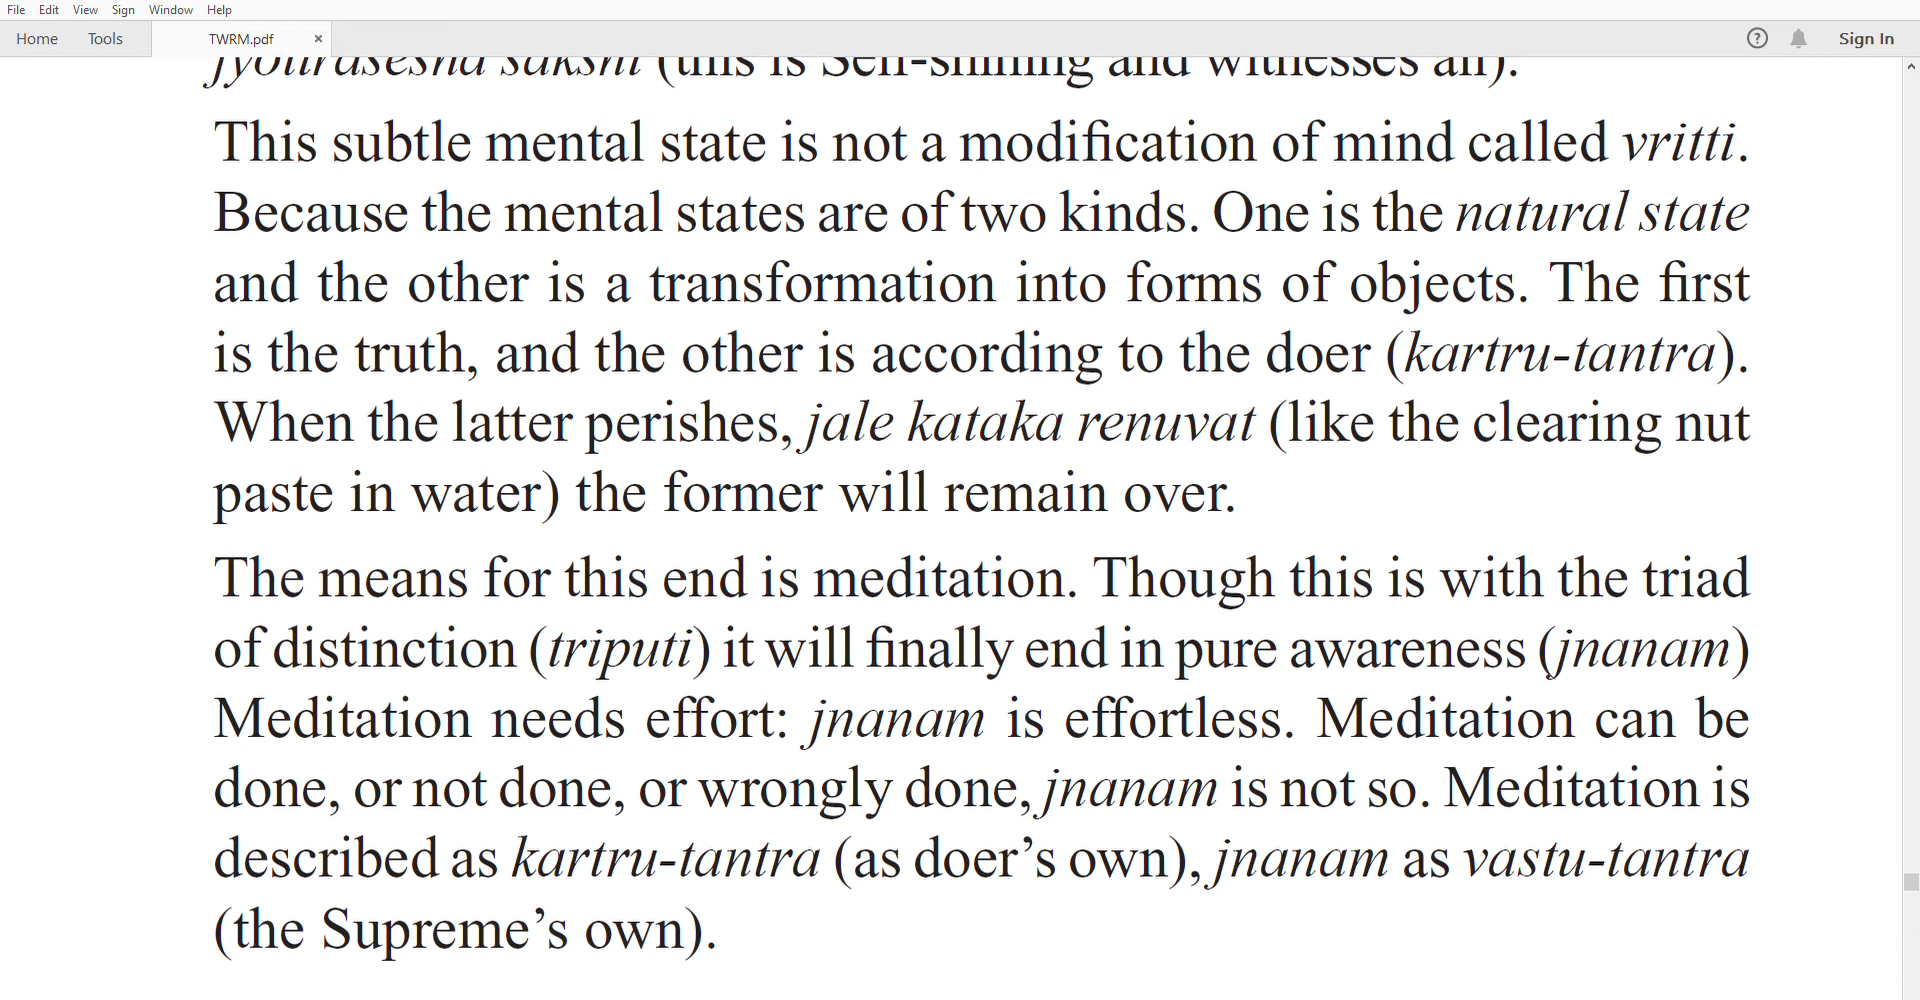 File Edit View Sign Window Help
Home Tools TWRM.pdf × ? Sign In
(this is Self-shining and witnesses all).
This subtle mental state is not a modification of mind called vritti.
Because the mental states are of two kinds. One is the natural state
and the other is a transformation into forms of objects. The first
is the truth, and the other is according to the doer (kartru-tantra).
When the latter perishes, jale kataka renuvat (like the clearing nut
paste in water) the former will remain over.
The means for this end is meditation. Though this is with the triad
of distinction (triputi) it will finally end in pure awareness (jnanam)
Meditation needs effort: jnanam is effortless. Meditation can be
done, or not done, or wrongly done, jnanam is not so. Meditation is
described as kartru-tantra (as doer’s own), jnanam as vastu-tantra
(the Supreme’s own).